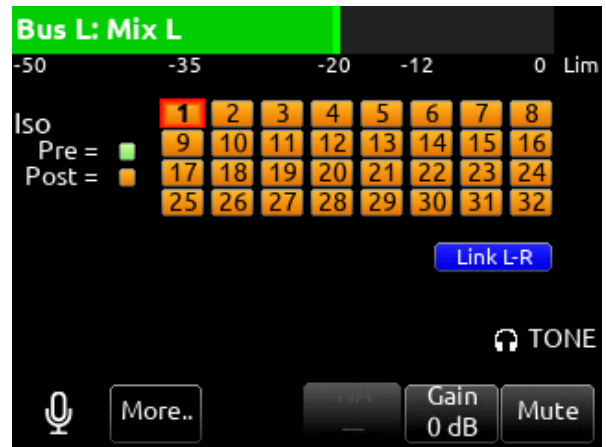 Bus L: Mix L
-50 -35 -20 -12 0 Lim
Iso
Pre =
Post =
1 2 3 4 5 6 7 8
9 10 11 12 13 14 15 16
17 18 19 20 21 22 23 24
25 26 27 28 29 30 31 32
Link L-R
TONE
More..
NA
__
Gain
0 dB
Mute